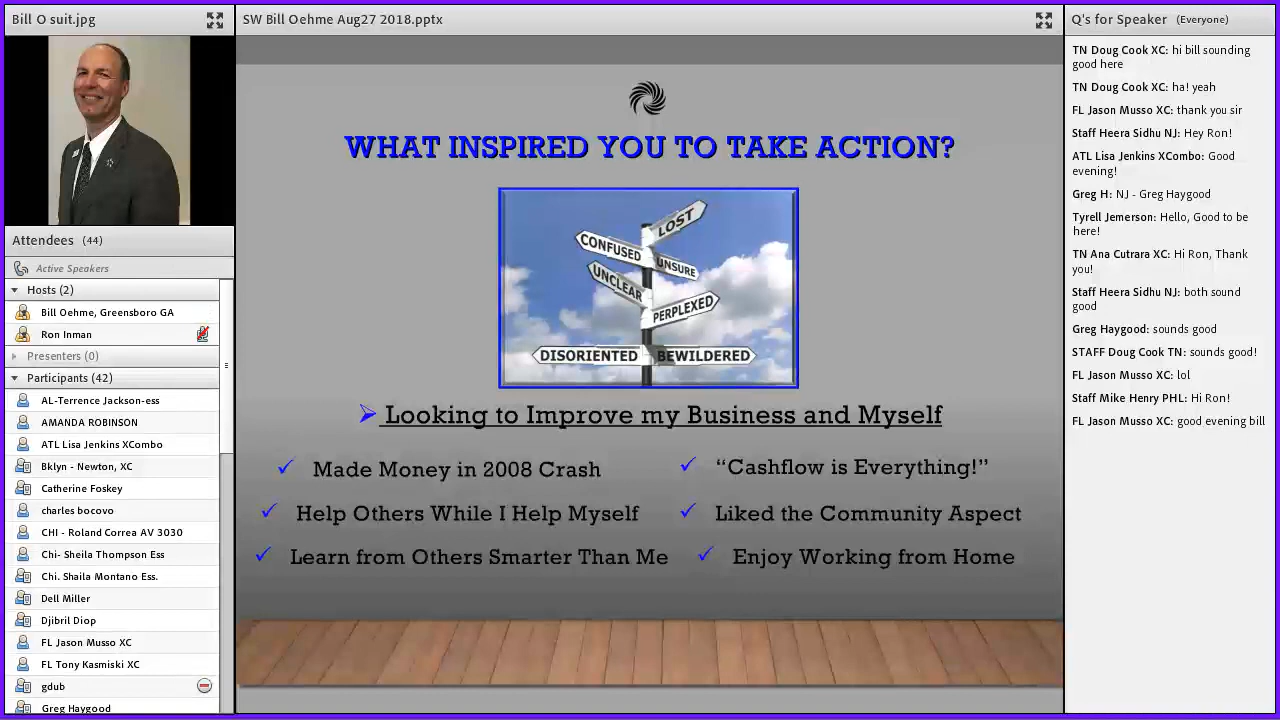 Bill O suit.jpg
SW Bill Oehme Aug27 2018.pptx
Q's for Speaker (Everyone)
Attendees (44)
Active Speakers
Hosts (2)
Bill Oehme, Greensboro GA
Ron Inman
Presenters (0)
Participants (42)
AL-Terrence Jackson-ess
AMANDA ROBINSON
ATL Lisa Jenkins XCombo
Bklyn - Newton, XC
Catherine Foskey
charles bocovo
CHI - Roland Correa AV 3030
Chi- Sheila Thompson Ess
Chi. Shaila Montano Ess.
Dell Miller
Djibril Diop
FL Jason Musso XC
FL Tony Kasmiski XC
gdub
Greg Haygood
WHAT INSPIRED YOU TO TAKE ACTION?
LOST
CONFUSED
UNSURE
UNCLEAR
PERPLEXED
DISORIENTED BEWILDERED
Looking to Improve my Business and Myself
Made Money in 2008 Crash
“Cashflow is Everything!”
Help Others While I Help Myself
Liked the Community Aspect
Learn from Others Smarter Than Me
Enjoy Working from Home
TN Doug Cook XC: hi bill sounding
good here
TN Doug Cook XC: ha! yeah
FL Jason Musso XC: thank you sir
Staff Heera Sidhu NJ: Hey Ron!
ATL Lisa Jenkins XCombo: Good
evening!
Greg H: NJ - Greg Haygood
Tyrell Jemerson: Hello, Good to be
here!
TN Ana Cutrara XC: Hi Ron, Thank
you!
Staff Heera Sidhu NJ: both sound
good
Greg Haygood: sounds good
STAFF Doug Cook TN: sounds good!
FL Jason Musso XC: lol
Staff Mike Henry PHL: Hi Ron!
FL Jason Musso XC: good evening bill